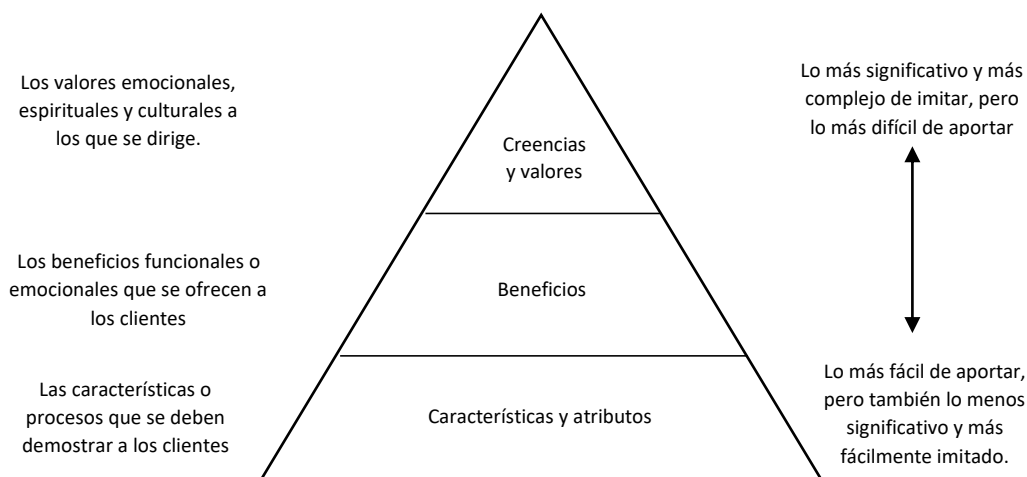 Los valores emocionales,
espirituales y culturales a
los que se dirige.
Creencias
y valores
Lo más significativo y más
complejo de imitar, pero
lo más difícil de aportar
Los beneficios funcionales o
emocionales que se ofrecen a
los clientes
Beneficios
Las características o
procesos que se deben
demostrar a los clientes
Características y atributos
Lo más fácil de aportar,
pero también lo menos
significativo y más
fácilmente imitado.